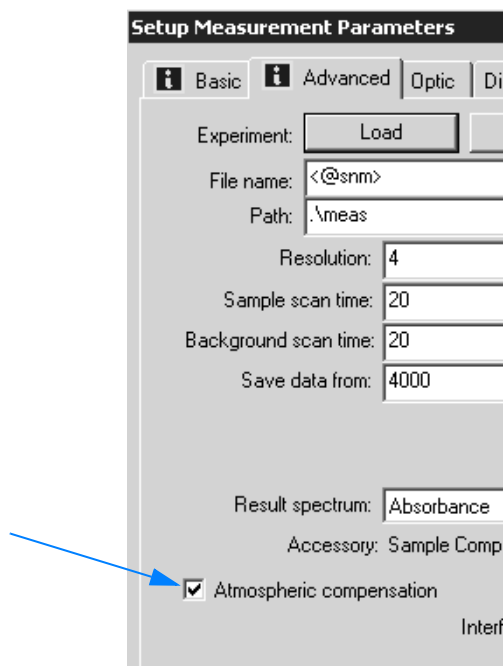 Setup Measurement Parameters
Basic Advanced Optic
Experiment: Load
File name: <@snm>
Path: .\meas
Resolution: 4
Sample scan time: 20
Background scan time: 20
Save data from: 4000
Result spectrum: Absorbance
Accessory: Sample Comp
Atmospheric compensation